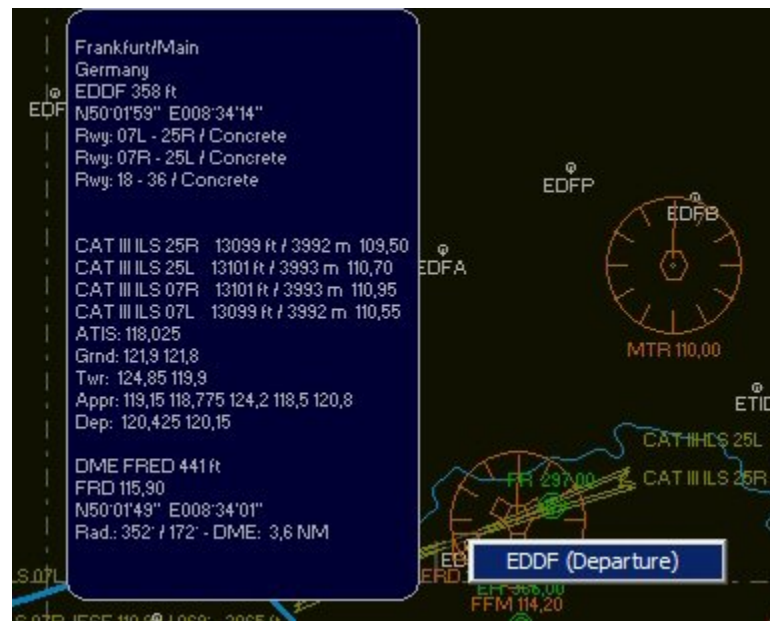 Frankfurt/Main
Germany
EDDF 358 ft
N50°01'59" E008°34'14"
Rwy: 07L - 25R / Concrete
Rwy: 07R - 25L / Concrete
Rwy: 18 - 36 / Concrete
CAT III ILS 25R 13099 ft / 3992 m 109,50
CAT III ILS 25L 13101 ft / 3993 m 110,70
CAT III ILS 07R 13101 ft / 3993 m 110,95
CAT III ILS 07L 13099 ft / 3992 m 110,55
ATIS: 118,025
Grnd: 121,9 121,8
Twr: 124,85 119,9
Appr: 119,15 118,775 124,2 118,5 120,8
Dep: 120,425 120,15
DME FRED 441 ft
FRD 115,90
N50°01'49" E008°34'01"
Rad.: 352° / 172° - DME: 3,6 NM
EDF
EDFP
EDFB
EDFA
MTR 110,00
ETID
CAT III ILS 25L
FR 297,00
CAT III ILS 25R
EDDF (Departure)
FFM 114,20